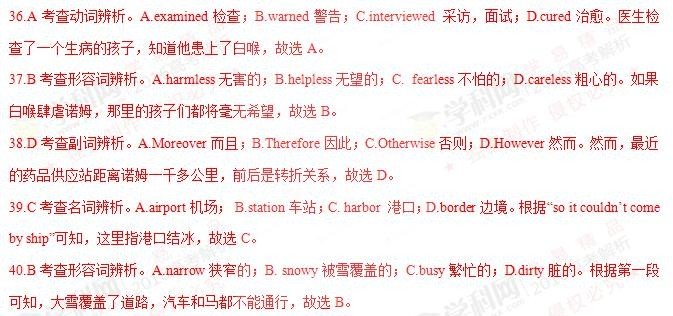 36.A 考查动词辨析。A.examined 检查；B.warned 警告；C.interviewed 采访，面试；D.cured 治愈。医生检
查了一个生病的孩子，知道他患上了白喉，故选 A。
37.B 考查形容词辨析。A.harmless 无害的；B.helpless 无望的；C. fearless 不怕的；D.careless 粗心的。如果
白喉肆虐诺姆，那里的孩子们都将毫无希望，故选 B。
38.D 考查副词辨析。A.Moreover 而且；B.Therefore 因此；C.Otherwise 否则；D.However 然而。然而，最近
的药品供应站距离诺姆一千多公里，前后是转折关系，故选 D。
39.C 考查名词辨析。A.airport 机场； B.station 车站；C. harbor 港口；D.border 边境。根据“so it couldn’t come
by ship”可知，这里指港口结冰，故选 C。
40.B 考查形容词辨析。A.narrow 狭窄的；B. snowy 被雪覆盖的；C.busy 繁忙的；D.dirty 脏的。根据第一段
可知，大雪覆盖了道路，汽车和马都不能通行，故选 B。